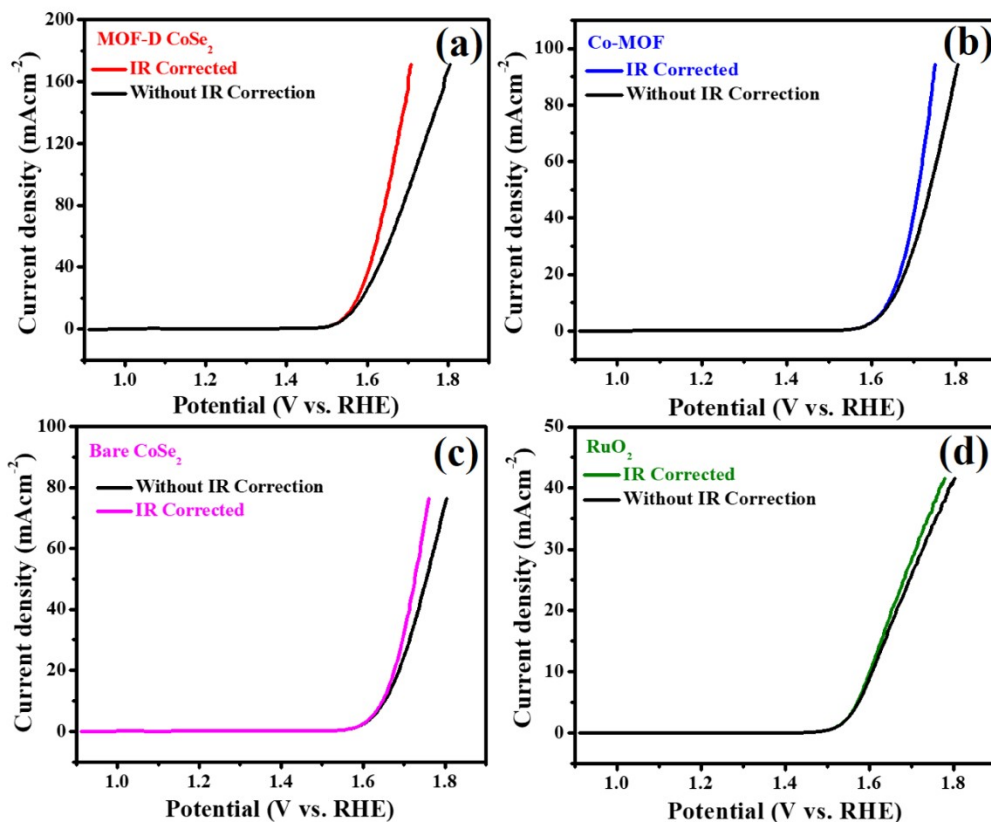 MOF-D CoSe₂
IR Corrected
Without IR Correction
(a)
200
160
120
80
40
0
1.0 1.2 1.4 1.6 1.8
Current density (mAcm⁻²)
Potential (V vs. RHE)
Co-MOF
IR Corrected
Without IR Correction
(b)
100
80
60
40
20
0
1.0 1.2 1.4 1.6 1.8
Current density (mAcm⁻²)
Potential (V vs. RHE)
Bare CoSe₂
Without IR Correction
IR Corrected
(c)
100
80
60
40
20
0
1.0 1.2 1.4 1.6 1.8
Current density (mAcm⁻²)
Potential (V vs. RHE)
RuO₂
IR Corrected
Without IR Correction
(d)
50
40
30
20
10
0
1.0 1.2 1.4 1.6 1.8
Current density (mAcm⁻²)
Potential (V vs. RHE)